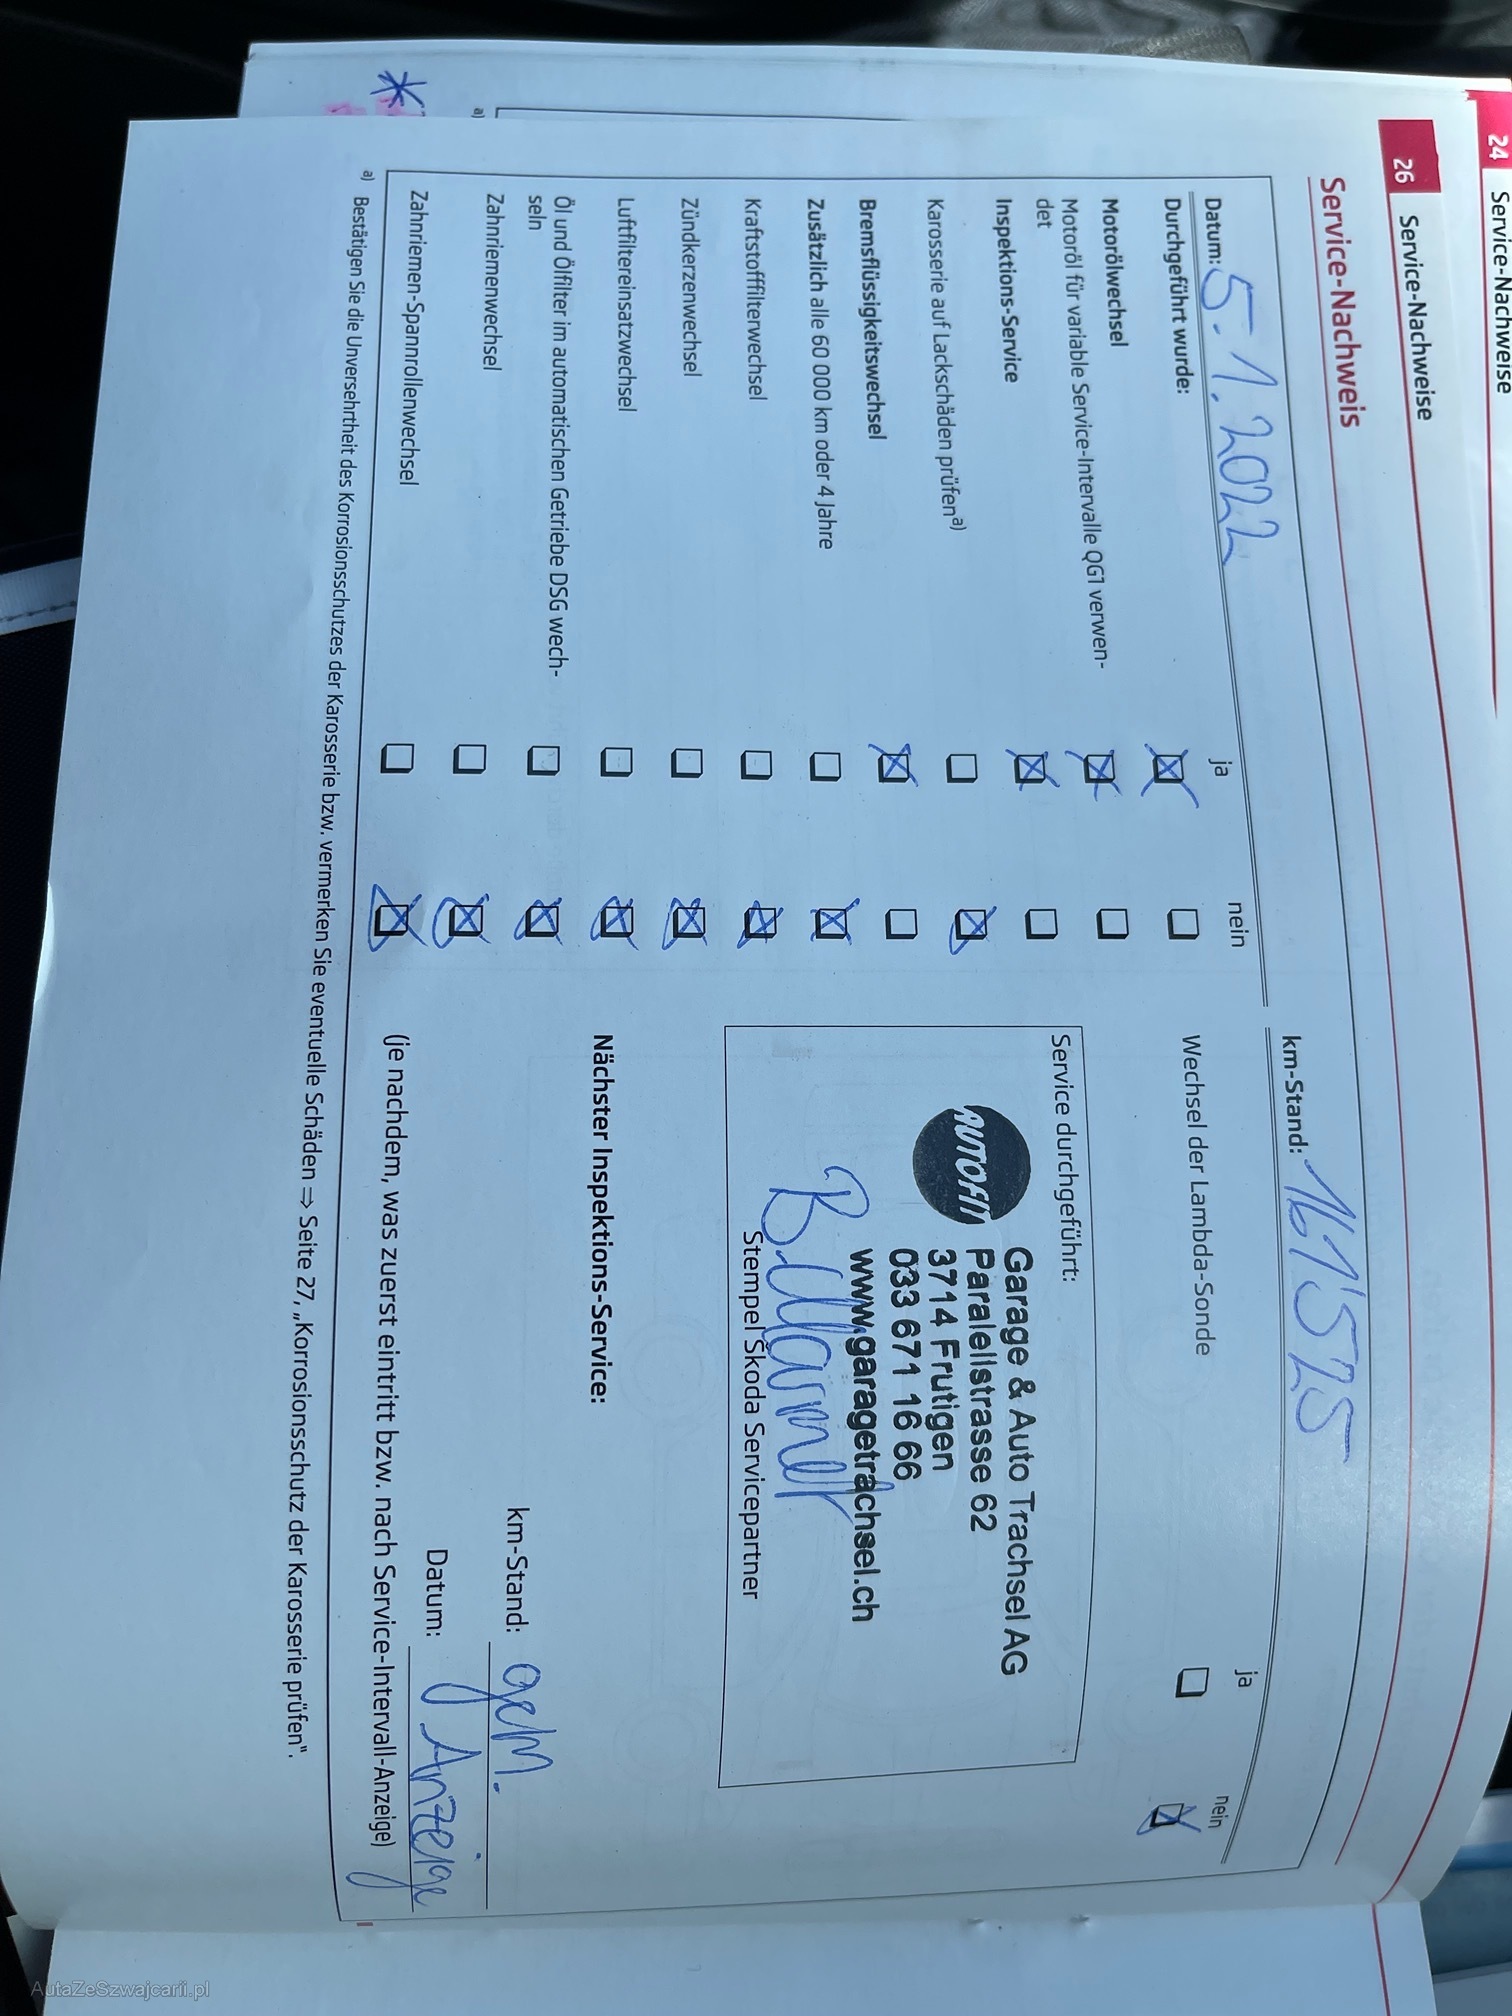 24 Service-Nachweise
26 Service-Nachweise
Service-Nachweis
Datum: 5.1.2022
km-Stand: 161'525
Durchgeführt wurde:
ja
nein
Motorölwechsel
Motoröl für variable Service-Intervalle QG1 verwen-
det
Inspektions-Service
Karosserie auf Lackschäden prüfen a)
Bremsflüssigkeitswechsel
Zusätzlich alle 60 000 km oder 4 Jahre
Kraftstofffilterwechsel
Zündkerzenwechsel
Luftfiltereinsatzwechsel
Öl und Ölfilter im automatischen Getriebe DSG wech-
seln
Zahnriemenwechsel
Zahnriemen-Spannrollenwechsel
ja
nein
Wechsel der Lambda-Sonde
Service durchgeführt:
AUTOFIT
Garage & Auto Trachsel AG
Paralellstrasse 62
3714 Frutigen
033 671 16 66
www.garagetrachsel.ch
Stempel Škoda Servicepartner
Nächster Inspektions-Service:
km-Stand: gem.
Datum: Anzeige
(je nachdem, was zuerst eintritt bzw. nach Service-Intervall-Anzeige)
a) Bestätigen Sie die Unversehrtheit des Korrosionsschutzes der Karosserie bzw. vermerken Sie eventuelle Schäden ⇒ Seite 27, „Korrosionsschutz der Karosserie prüfen".
a)
AutaZeSzwajcarii.pl